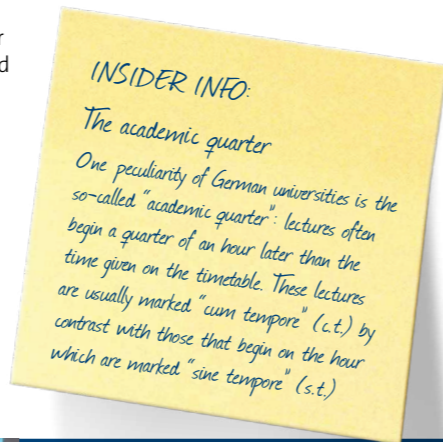 r
d
INSIDER INFO:
The academic quarter
One peculiarity of German universities is the
so-called "academic quarter": lectures often
begin a quarter of an hour later than the
time given on the timetable. These lectures
are usually marked "cum tempore" (c.t.) by
contrast with those that begin on the hour
which are marked "sine tempore" (s.t.)